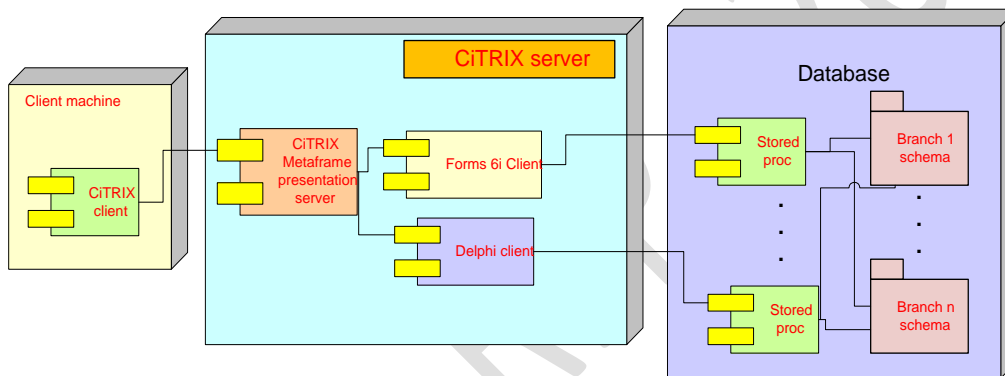 Client machine
CiTRIX
client
CiTRIX server
CiTRIX
Metaframe
presentation
server
Forms 6i Client
Delphi client
Database
Stored
proc
Branch 1
schema
Stored
proc
Branch n
schema